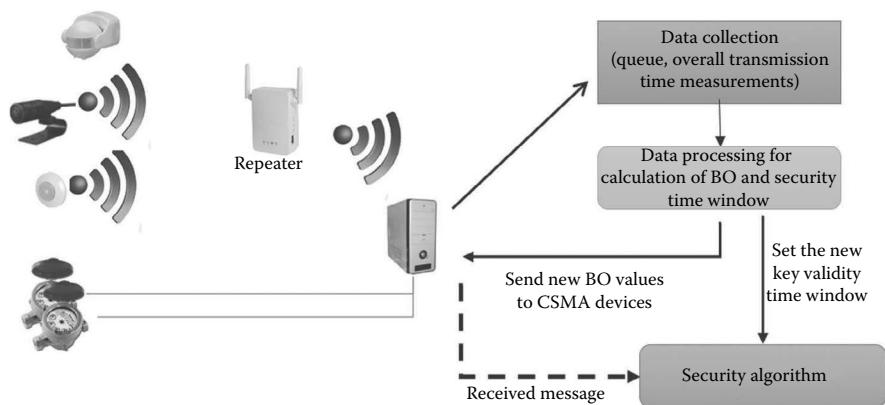 Data collection
(queue, overall transmission
time measurements)
Repeater
Data processing for
calculation of BO and security
time window
Send new BO values
to CSMA devices
Set the new
key validity
time window
Received message
Security algorithm